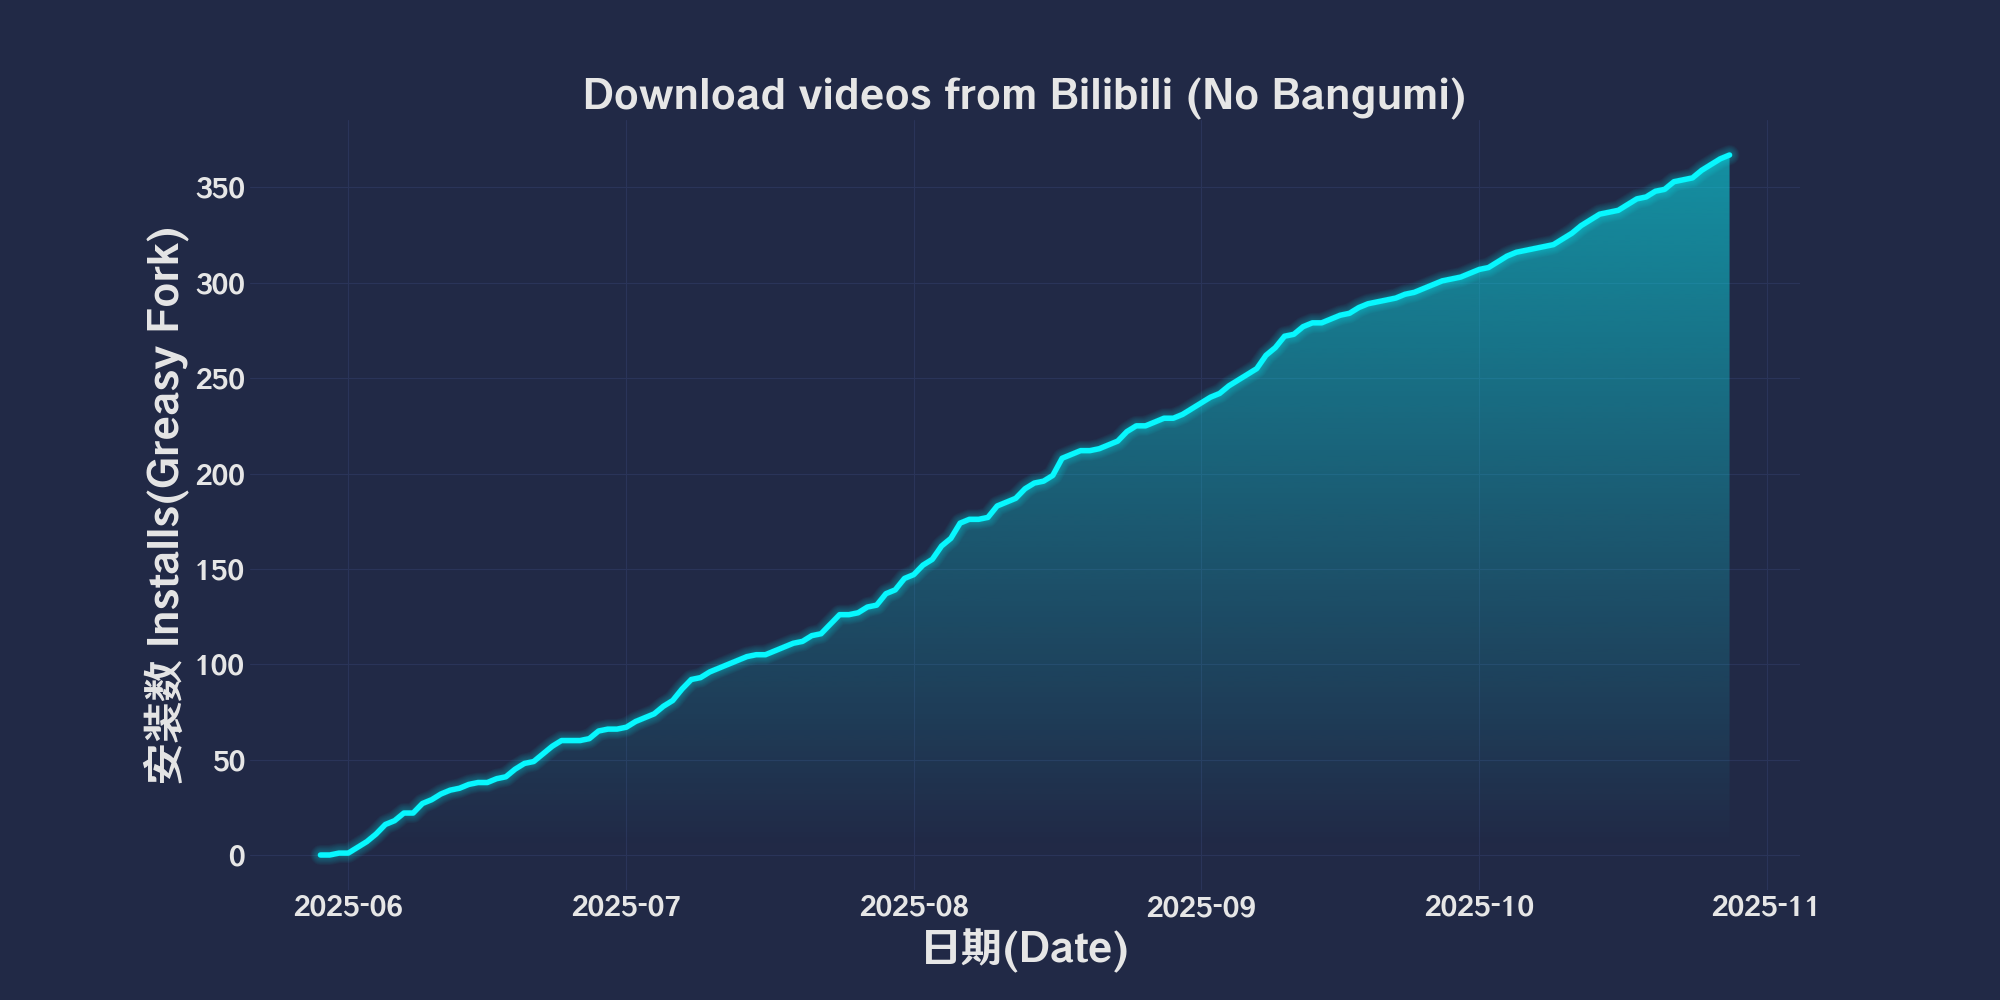 Download videos from Bilibili (No Bangumi)
安装数 Installs(Greasy Fork)
350
300
250
200
150
100
50
0
2025-06 2025-07 2025-08 2025-09 2025-10 2025-11
日期(Date)